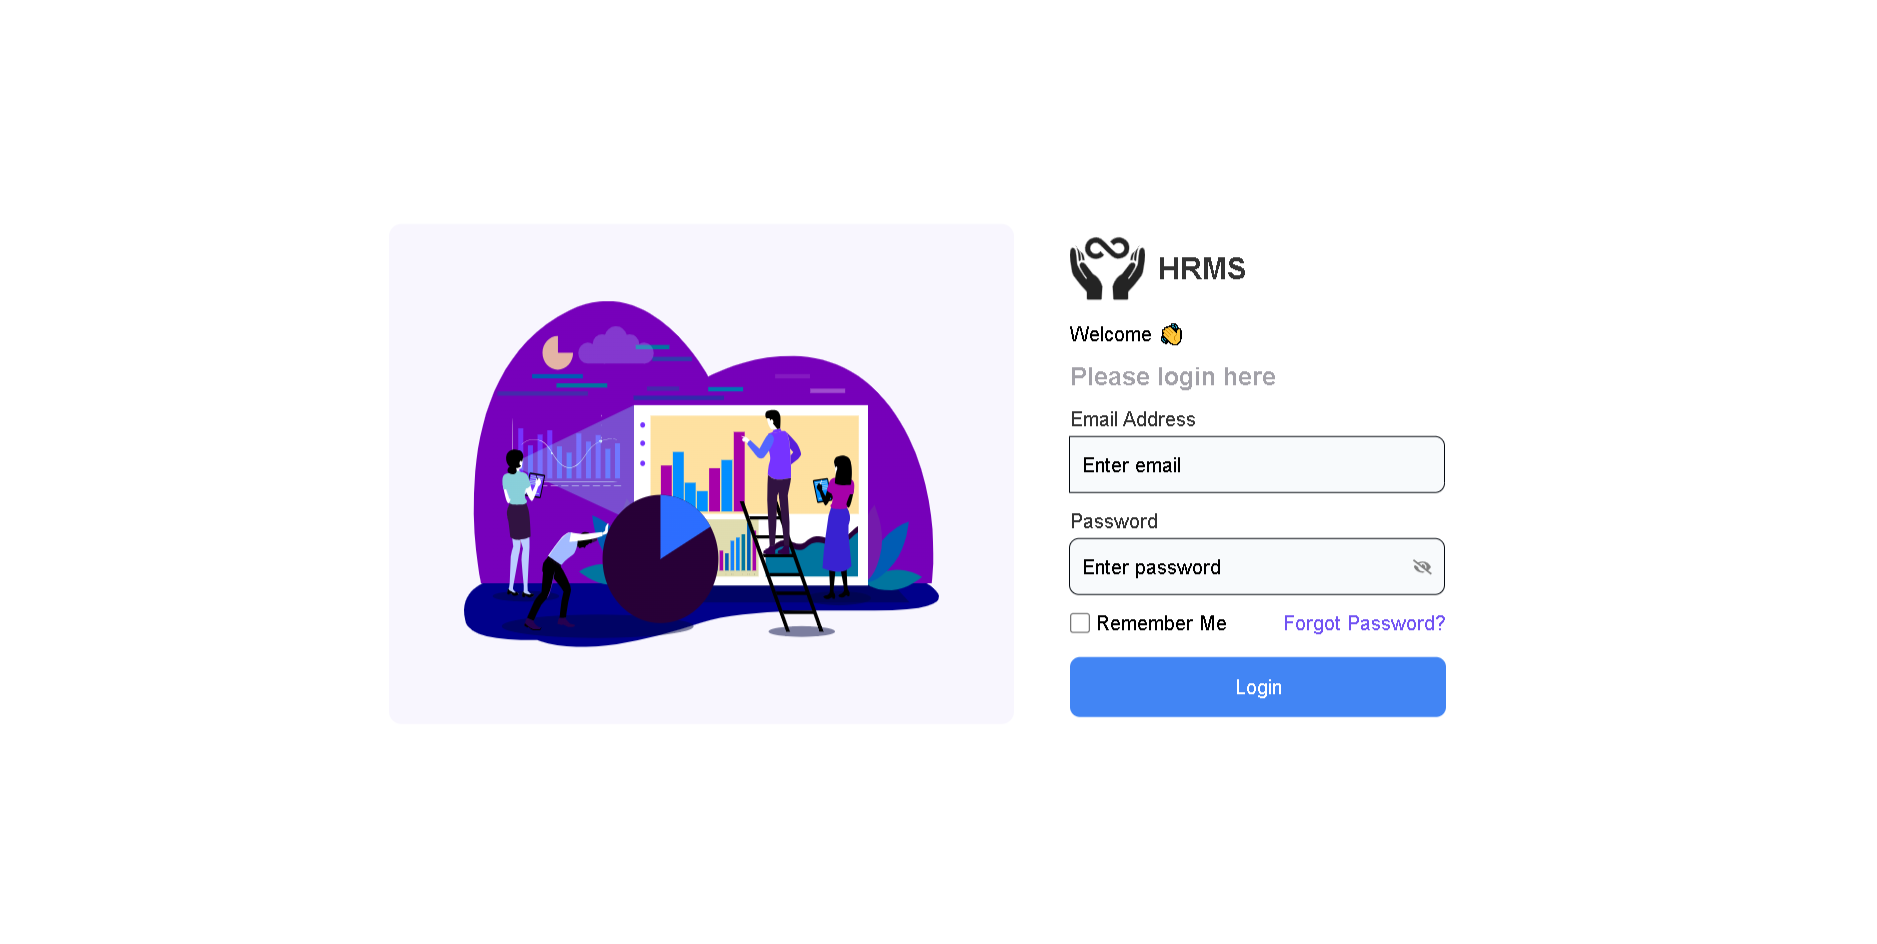 HRMS
Welcome 👏
Please login here
Email Address
Enter email
Password
Enter password
Remember Me
Forgot Password?
Login